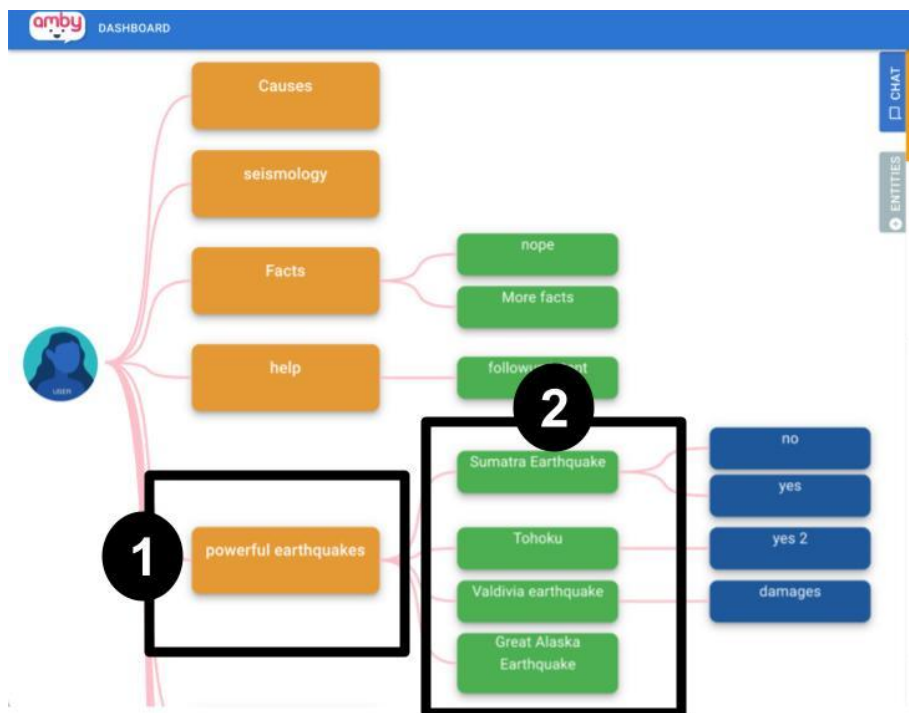 amby DASHBOARD
CHAT
ENTITIES
USER
Causes
seismology
Facts
nope
More facts
help
2
Sumatra Earthquake
no
yes
1
powerful earthquakes
Tohoku
yes 2
Valdivia earthquake
damages
Great Alaska
Earthquake